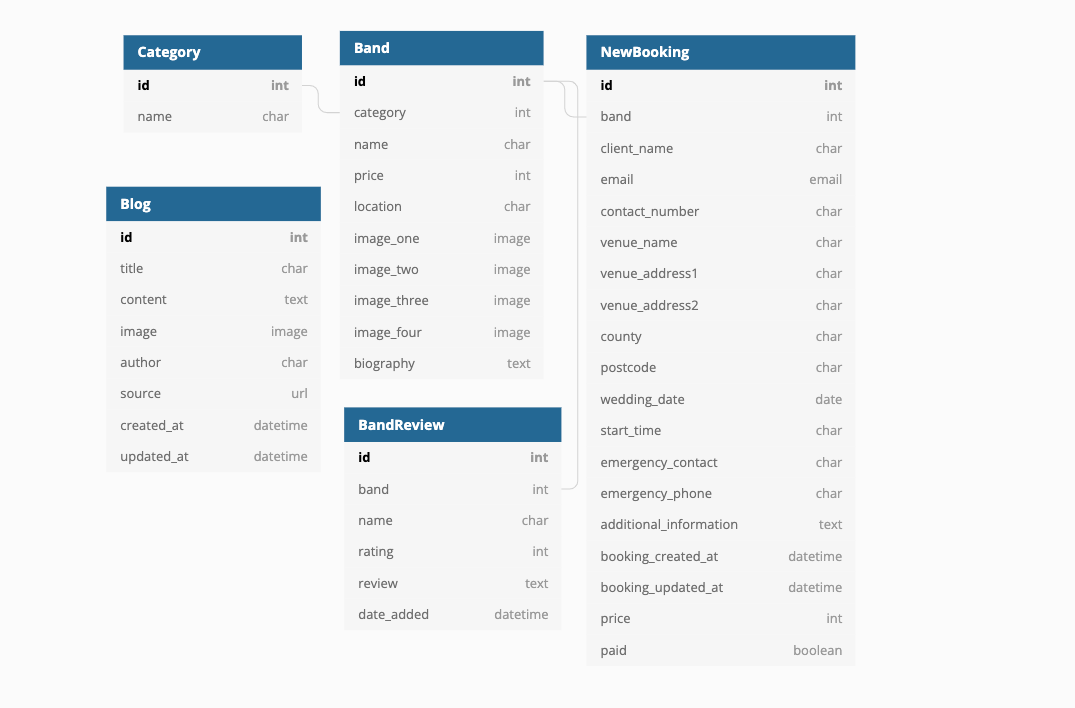 Category
id int
name char
Band
id int
category int
name char
price int
location char
image_one image
image_two image
image_three image
image_four image
biography text
NewBooking
id int
band int
client_name char
email email
contact_number char
venue_name char
venue_address1 char
venue_address2 char
county char
postcode char
wedding_date date
start_time char
emergency_contact char
emergency_phone char
additional_information text
booking_created_at datetime
booking_updated_at datetime
price int
paid boolean
Blog
id int
title char
content text
image image
author char
source url
created_at datetime
updated_at datetime
BandReview
id int
band int
name char
rating int
review text
date_added datetime